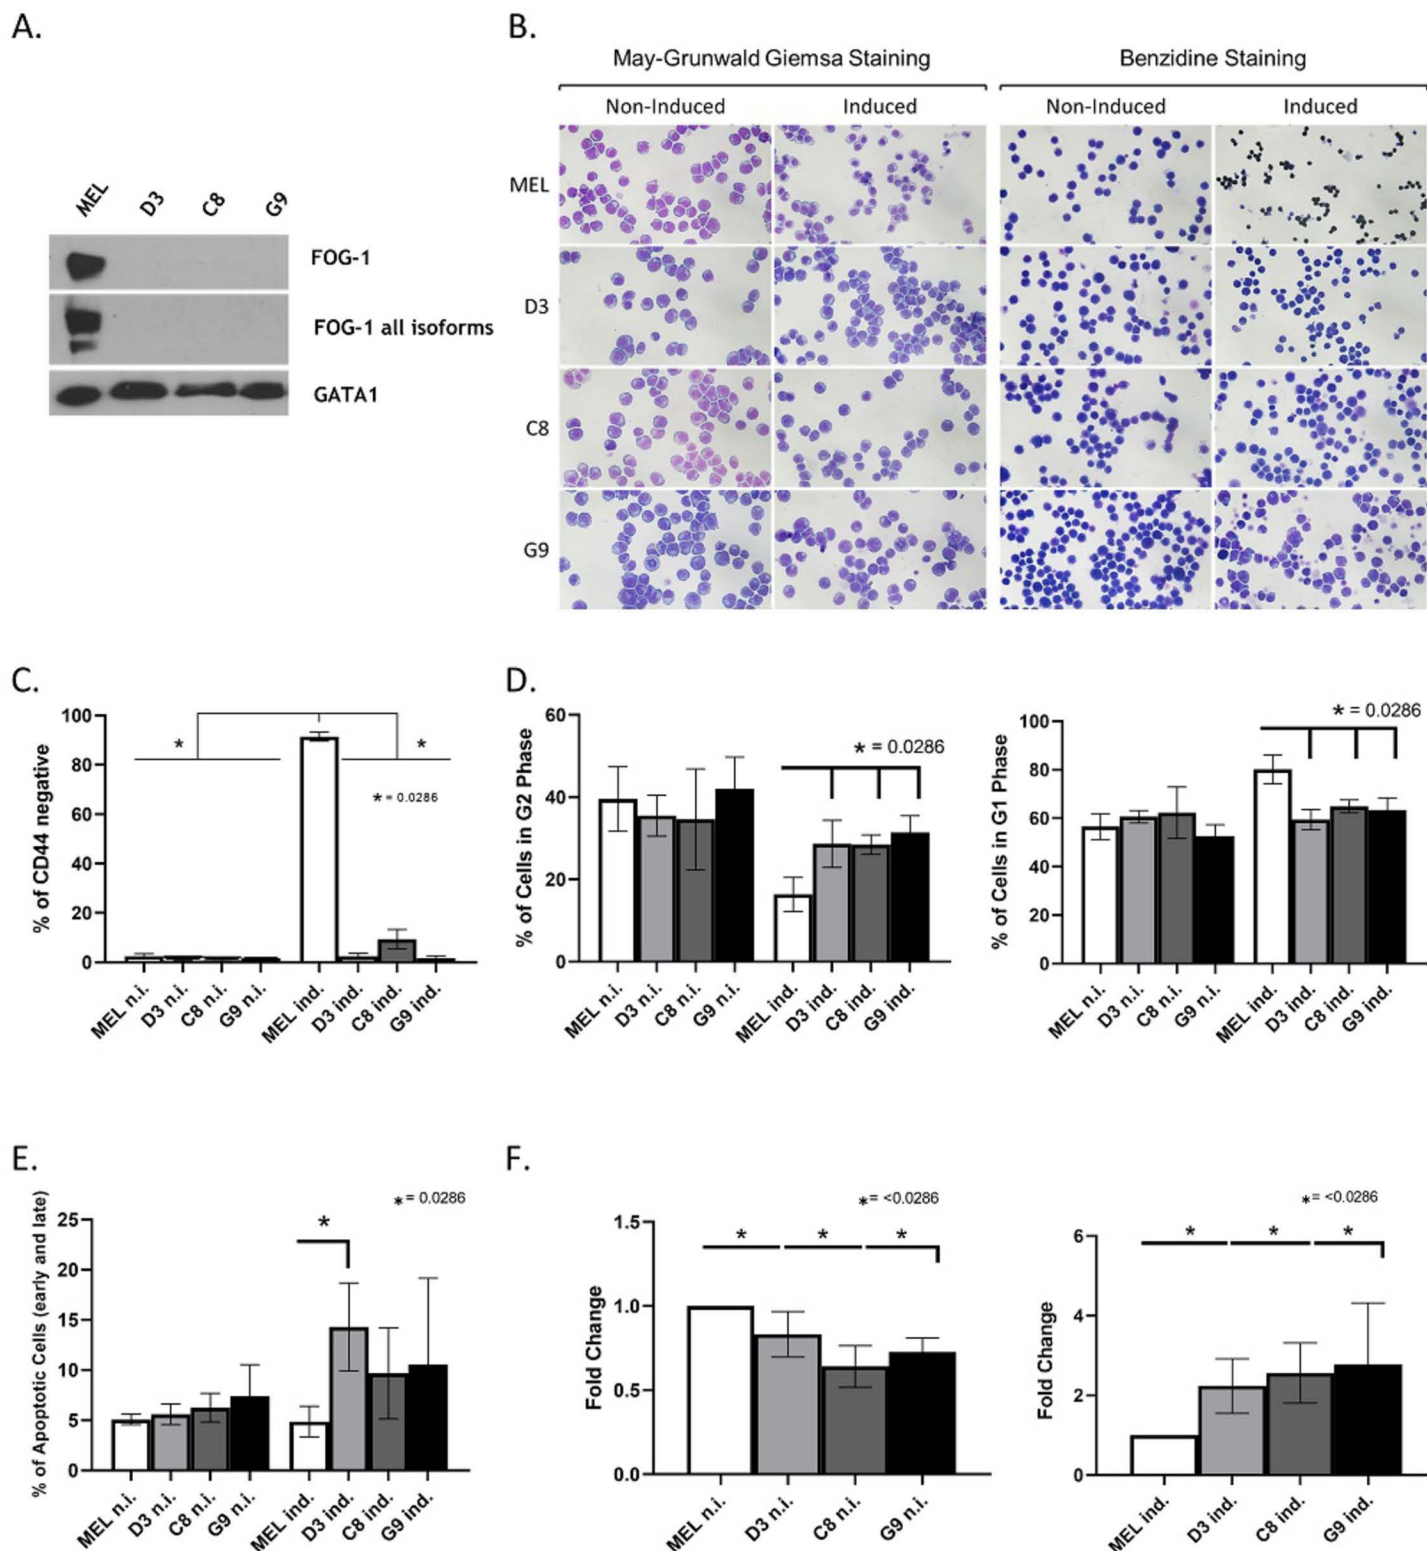 A.
MEL D3 C8 G9
FOG-1
FOG-1 all isoforms
GATA1
B.
May-Grunwald Giemsa Staining
Benzidine Staining
Non-Induced
Induced
Non-Induced
Induced
MEL
D3
C8
G9
C.
% of CD44 negative
100
80
60
40
20
0
*
*
* = 0.0286
MEL n.i.
D3 n.i.
C8 n.i.
G9 n.i.
MEL ind.
D3 ind.
C8 ind.
G9 ind.
D.
% of Cells in G2 Phase
60
40
20
0
* = 0.0286
MEL n.i.
D3 n.i.
C8 n.i.
G9 n.i.
MEL ind.
D3 ind.
C8 ind.
G9 ind.
% of Cells in G1 Phase
100
80
60
40
20
0
* = 0.0286
MEL n.i.
D3 n.i.
C8 n.i.
G9 n.i.
MEL ind.
D3 ind.
C8 ind.
G9 ind.
E.
% of Apoptotic Cells (early and late)
25
20
15
10
5
0
*
* = 0.0286
MEL n.i.
D3 n.i.
C8 n.i.
G9 n.i.
MEL ind.
D3 ind.
C8 ind.
G9 ind.
F.
Fold Change
1.5
1.0
0.5
0.0
*= <0.0286
* * *
MEL n.i.
D3 n.i.
C8 n.i.
G9 n.i.
Fold Change
6
4
2
0
*= <0.0286
* * *
MEL ind.
D3 ind.
C8 ind.
G9 ind.